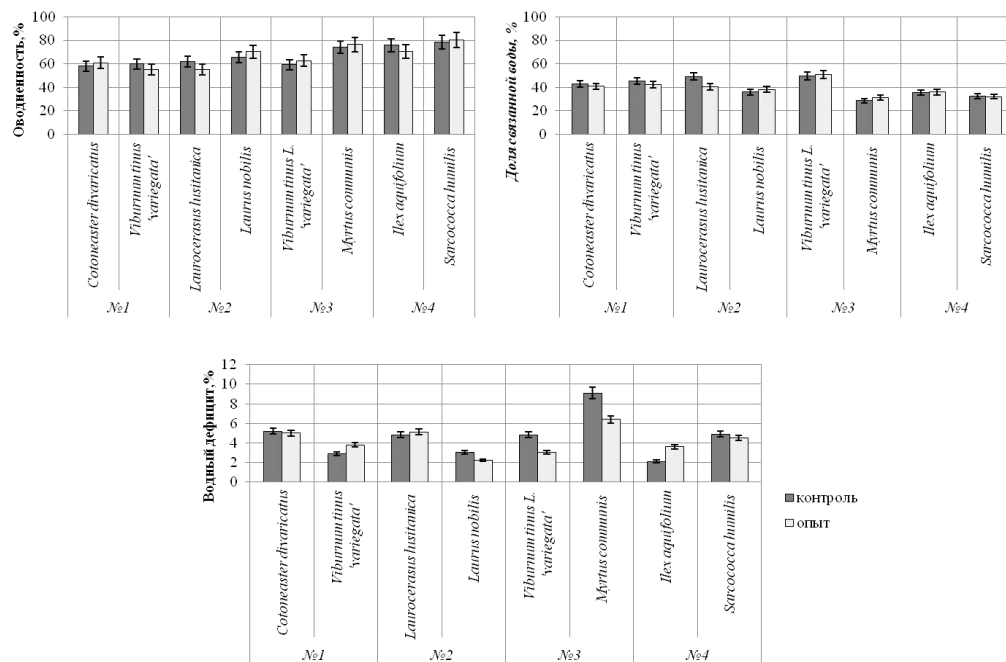 Оводненность, %
100
80
60
40
20
0
Cotoneaster divaricatus
Viburnum tinus
'variegata'
Laurocerasus lusitanica
Laurus nobilis
Viburnum tinus L.
'variegata'
Myrtus communis
Ilex aquifolium
Sarcococca humilis
№1
№2
№3
№4
Доля связанной воды, %
100
80
60
40
20
0
Cotoneaster divaricatus
Viburnum tinus
'variegata'
Laurocerasus lusitanica
Laurus nobilis
Viburnum tinus L.
'variegata'
Myrtus communis
Ilex aquifolium
Sarcococca humilis
№1
№2
№3
№4
Водный дефицит, %
12
10
8
6
4
2
0
Cotoneaster divaricatus
Viburnum tinus
'variegata'
Laurocerasus lusitanica
Laurus nobilis
Viburnum tinus L.
'variegata'
Myrtus communis
Ilex aquifolium
Sarcococca humilis
№1
№2
№3
№4
контроль
опыт